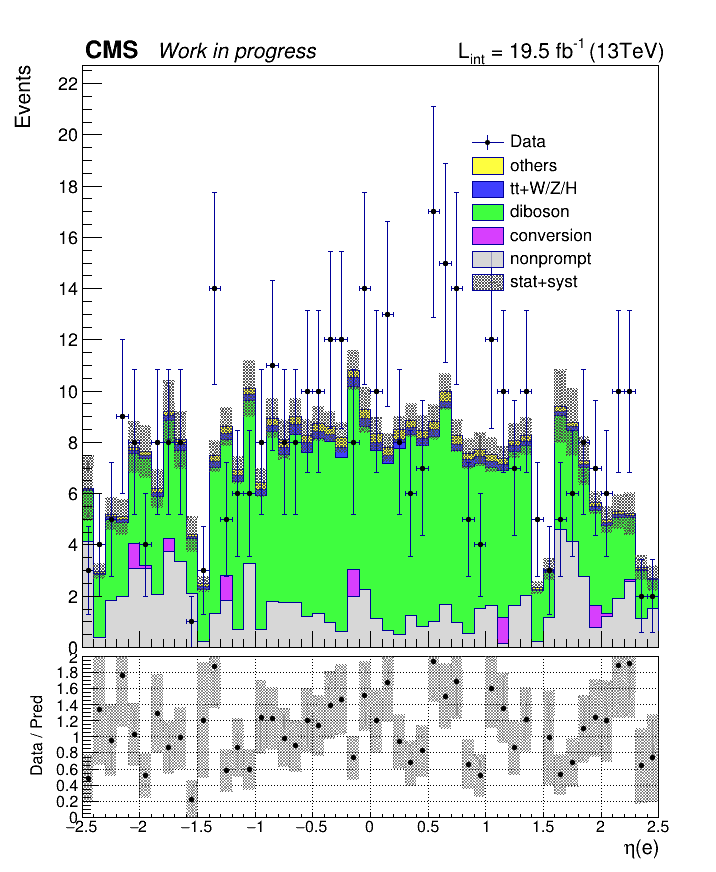 CMS Work in progress L_int = 19.5 fb^-1 (13TeV)
Events
22
20
18
16
14
12
10
8
6
4
2
0
Data
others
tt+W/Z/H
diboson
conversion
nonprompt
stat+syst
Data / Pred
2
1.8
1.6
1.4
1.2
1
0.8
0.6
0.4
0.2
0
−2.5 −2 −1.5 −1 −0.5 0 0.5 1 1.5 2 2.5
η(e)